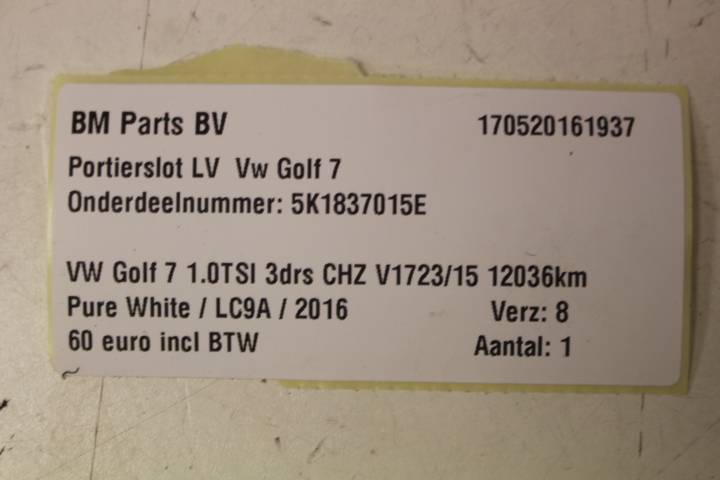 BM Parts BV 170520161937
Portierslot LV Vw Golf 7
Onderdeelnummer: 5K1837015E
VW Golf 7 1.0TSI 3drs CHZ V1723/15 12036km
Pure White / LC9A / 2016 Verz: 8
60 euro incl BTW Aantal: 1